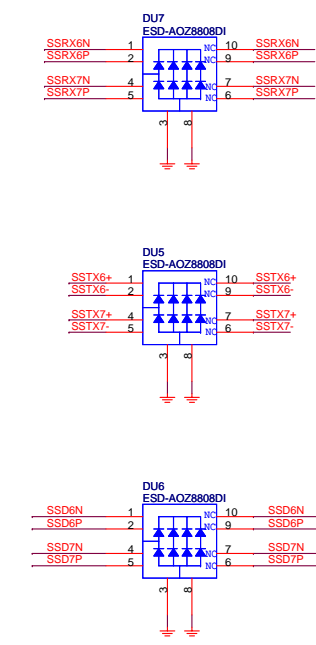 DU7
ESD-AOZ8808DI
SSRX6N 1 NC 10 SSRX6N
SSRX6P 2 NC 9 SSRX6P
SSRX7N 4 NC 7 SSRX7N
SSRX7P 5 NC 6 SSRX7P
3 8
DU5
ESD-AOZ8808DI
SSTX6+ 1 NC 10 SSTX6+
SSTX6- 2 NC 9 SSTX6-
SSTX7+ 4 NC 7 SSTX7+
SSTX7- 5 NC 6 SSTX7-
3 8
DU6
ESD-AOZ8808DI
SSD6N 1 NC 10 SSD6N
SSD6P 2 NC 9 SSD6P
SSD7N 4 NC 7 SSD7N
SSD7P 5 NC 6 SSD7P
3 8